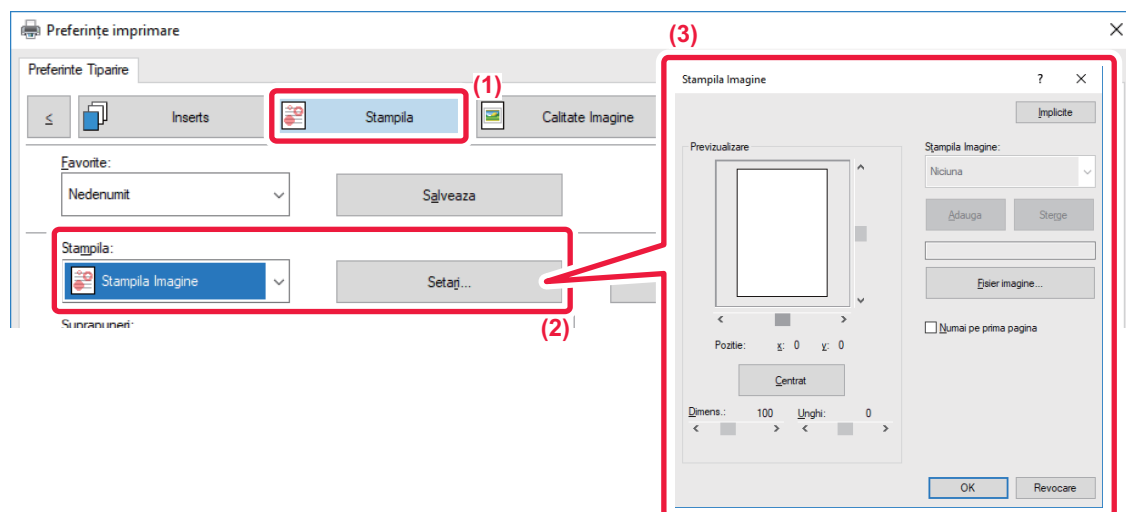 Preferințe imprimare
Preferinte Tiparire
(1)
≤ Inserts Stampila Calitate Imagine
Favorite:
Nedenumit Salveaza
Stampila:
Stampila Imagine Setari...
Suprapuneri:
(2)
(3)
Stampila Imagine ?
Implicite
Previzualizare
Stampila Imagine:
Niciuna
Adauga Sterge
Fisier imagine...
Numai pe prima pagina
Pozitie: x: 0 y: 0
Centrat
Dimens.: 100 Unghi: 0
OK Revocare